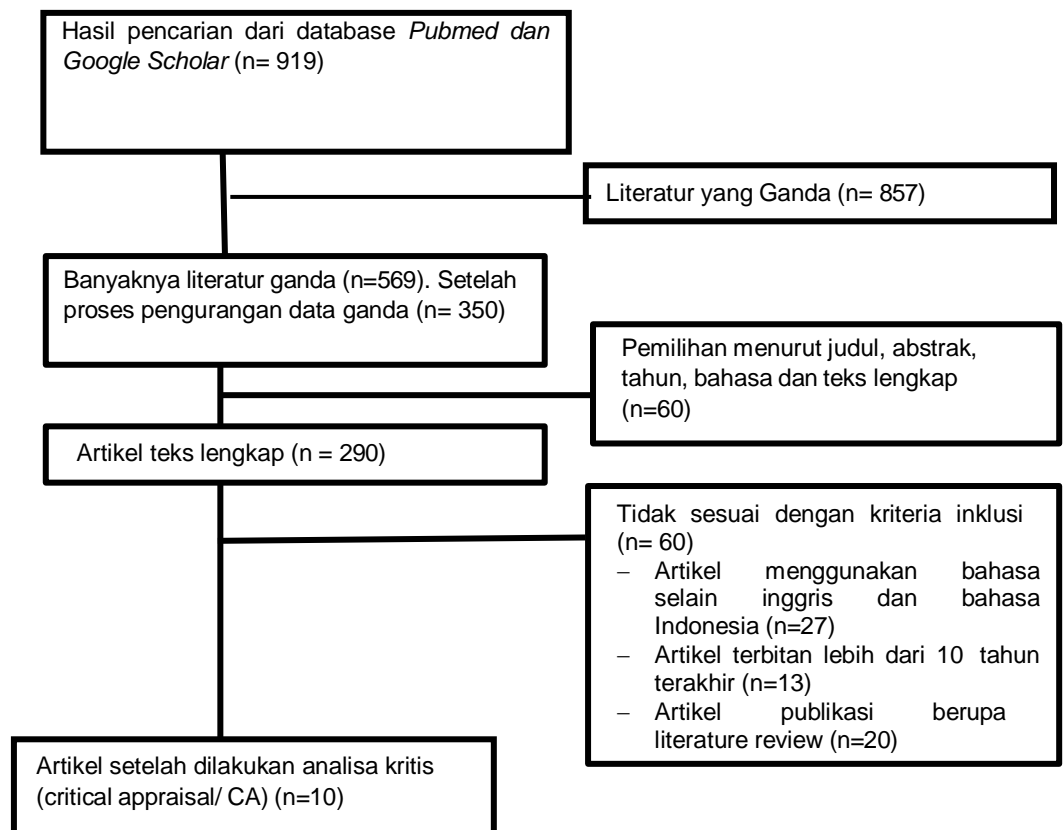 Hasil pencarian dari database Pubmed dan
Google Scholar (n= 919)
Literatur yang Ganda (n= 857)
Banyaknya literatur ganda (n=569). Setelah
proses pengurangan data ganda (n= 350)
Pemilihan menurut judul, abstrak,
tahun, bahasa dan teks lengkap
(n=60)
Artikel teks lengkap (n = 290)
Tidak sesuai dengan kriteria inklusi
(n= 60)
− Artikel menggunakan bahasa
selain inggris dan bahasa
Indonesia (n=27)
− Artikel terbitan lebih dari 10 tahun
terakhir (n=13)
− Artikel publikasi berupa
literature review (n=20)
Artikel setelah dilakukan analisa kritis
(critical appraisal/ CA) (n=10)